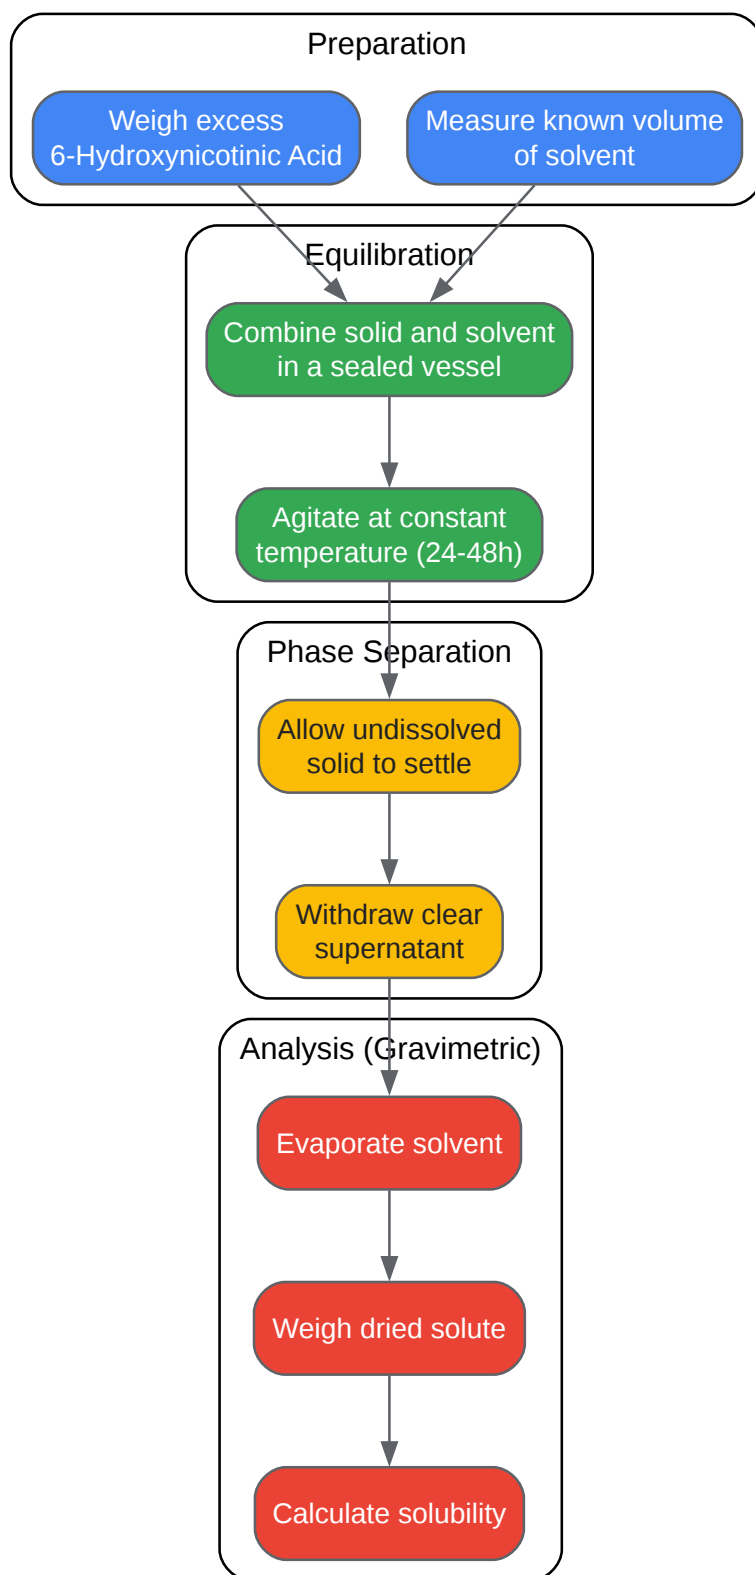 Preparation
Weigh excess
6-Hydroxynicotinic Acid
Measure known volume
of solvent
Equilibration
Combine solid and solvent
in a sealed vessel
Agitate at constant
temperature (24-48h)
Phase Separation
Allow undissolved
solid to settle
Withdraw clear
supernatant
Analysis (Gravimetric)
Evaporate solvent
Weigh dried solute
Calculate solubility